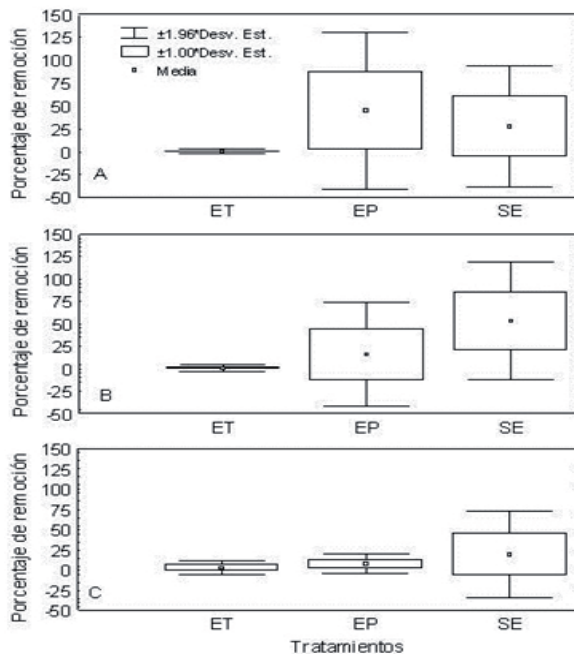 150
125
100
75
50
25
0
-25
-50
Porcentaje de remoción
±1.96*Desv. Est.
±1.00*Desv. Est.
Media
A
ET EP SE
150
100
75
50
25
0
-25
50
Porcentaje de remoción
B
ET EP SE
150
125
100
75
50
25
0
-25
-50
Porcentaje de remoción
C
ET EP SE
Tratamientos